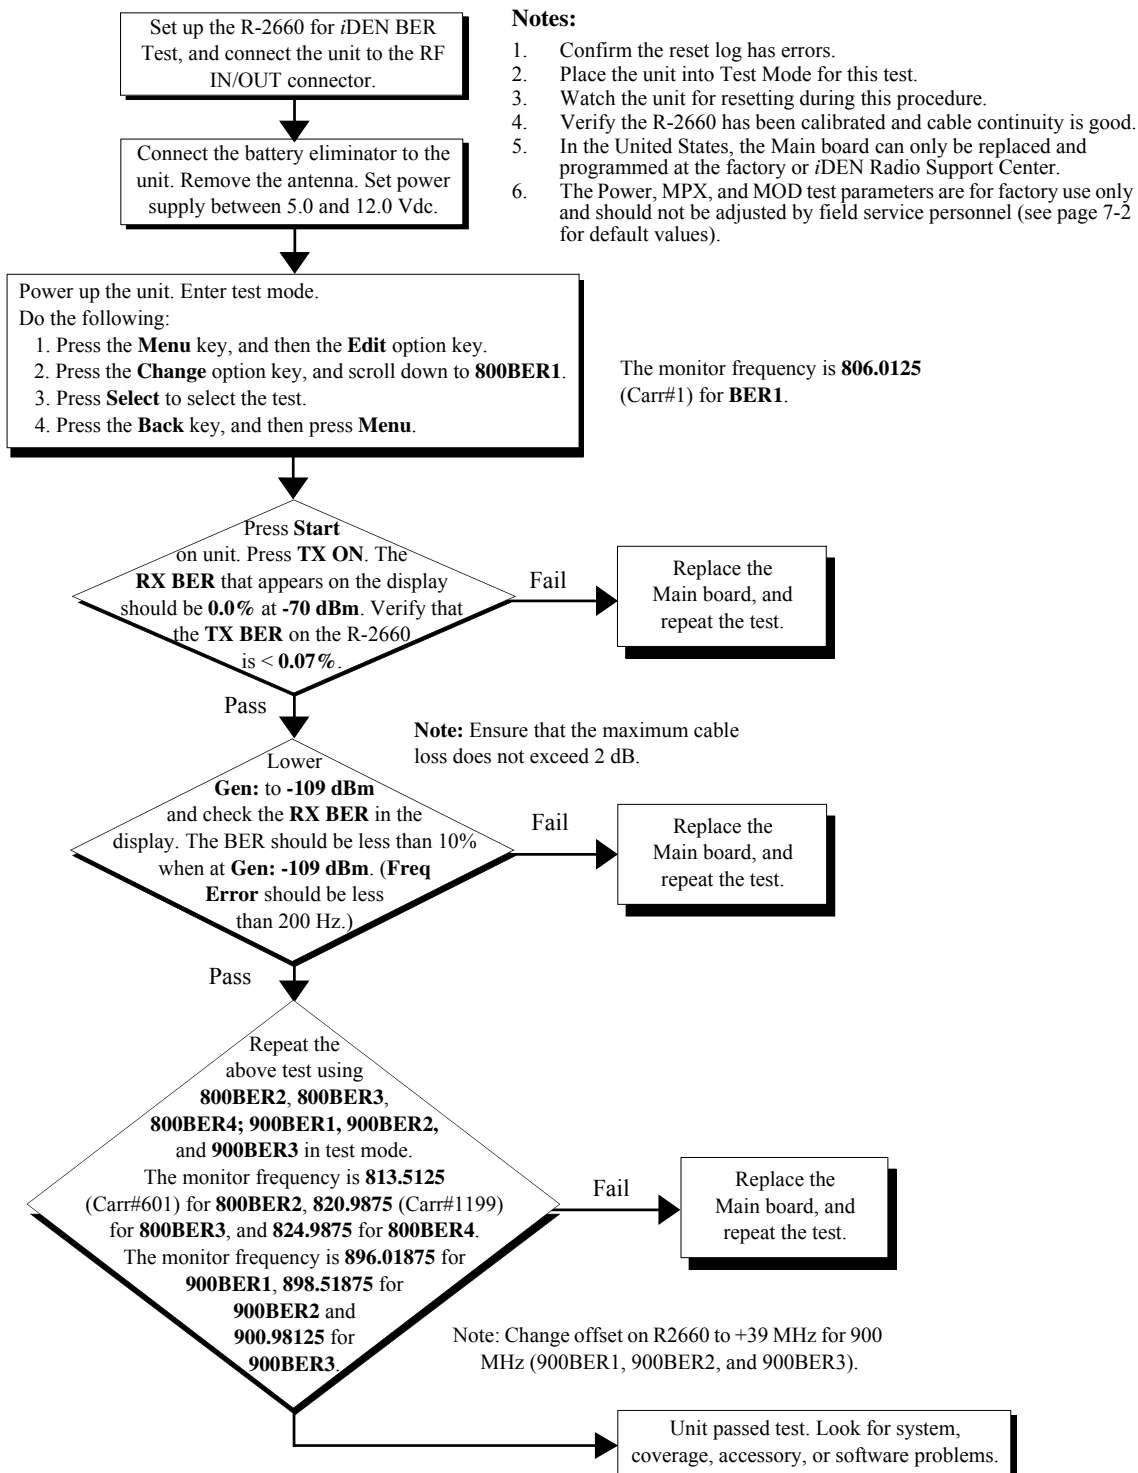 Set up the R-2660 for iDEN BER
Test, and connect the unit to the RF
IN/OUT connector.
Notes:
1. Confirm the reset log has errors.
2. Place the unit into Test Mode for this test.
3. Watch the unit for resetting during this procedure.
4. Verify the R-2660 has been calibrated and cable continuity is good.
5. In the United States, the Main board can only be replaced and
programmed at the factory or iDEN Radio Support Center.
6. The Power, MPX, and MOD test parameters are for factory use only
and should not be adjusted by field service personnel (see page 7-2
for default values).
Connect the battery eliminator to the
unit. Remove the antenna. Set power
supply between 5.0 and 12.0 Vdc.
Power up the unit. Enter test mode.
Do the following:
1. Press the Menu key, and then the Edit option key.
2. Press the Change option key, and scroll down to 800BER1.
3. Press Select to select the test.
4. Press the Back key, and then press Menu.
The monitor frequency is 806.0125
(Carr#1) for BER1.
Press Start
on unit. Press TX ON. The
RX BER that appears on the display
should be 0.0% at -70 dBm. Verify that
the TX BER on the R-2660
is < 0.07%.
Fail
Replace the
Main board, and
repeat the test.
Pass
Note: Ensure that the maximum cable
loss does not exceed 2 dB.
Lower
Gen: to -109 dBm
and check the RX BER in the
display. The BER should be less than 10%
when at Gen: -109 dBm. (Freq
Error should be less
than 200 Hz.)
Fail
Replace the
Main board, and
repeat the test.
Pass
Repeat the
above test using
800BER2, 800BER3,
800BER4; 900BER1, 900BER2,
and 900BER3 in test mode.
The monitor frequency is 813.5125
(Carr#601) for 800BER2, 820.9875 (Carr#1199)
for 800BER3, and 824.9875 for 800BER4.
The monitor frequency is 896.01875 for
900BER1, 898.51875 for
900BER2 and
900.98125 for
900BER3.
Fail
Replace the
Main board, and
repeat the test.
Note: Change offset on R2660 to +39 MHz for 900
MHz (900BER1, 900BER2, and 900BER3).
Unit passed test. Look for system,
coverage, accessory, or software problems.